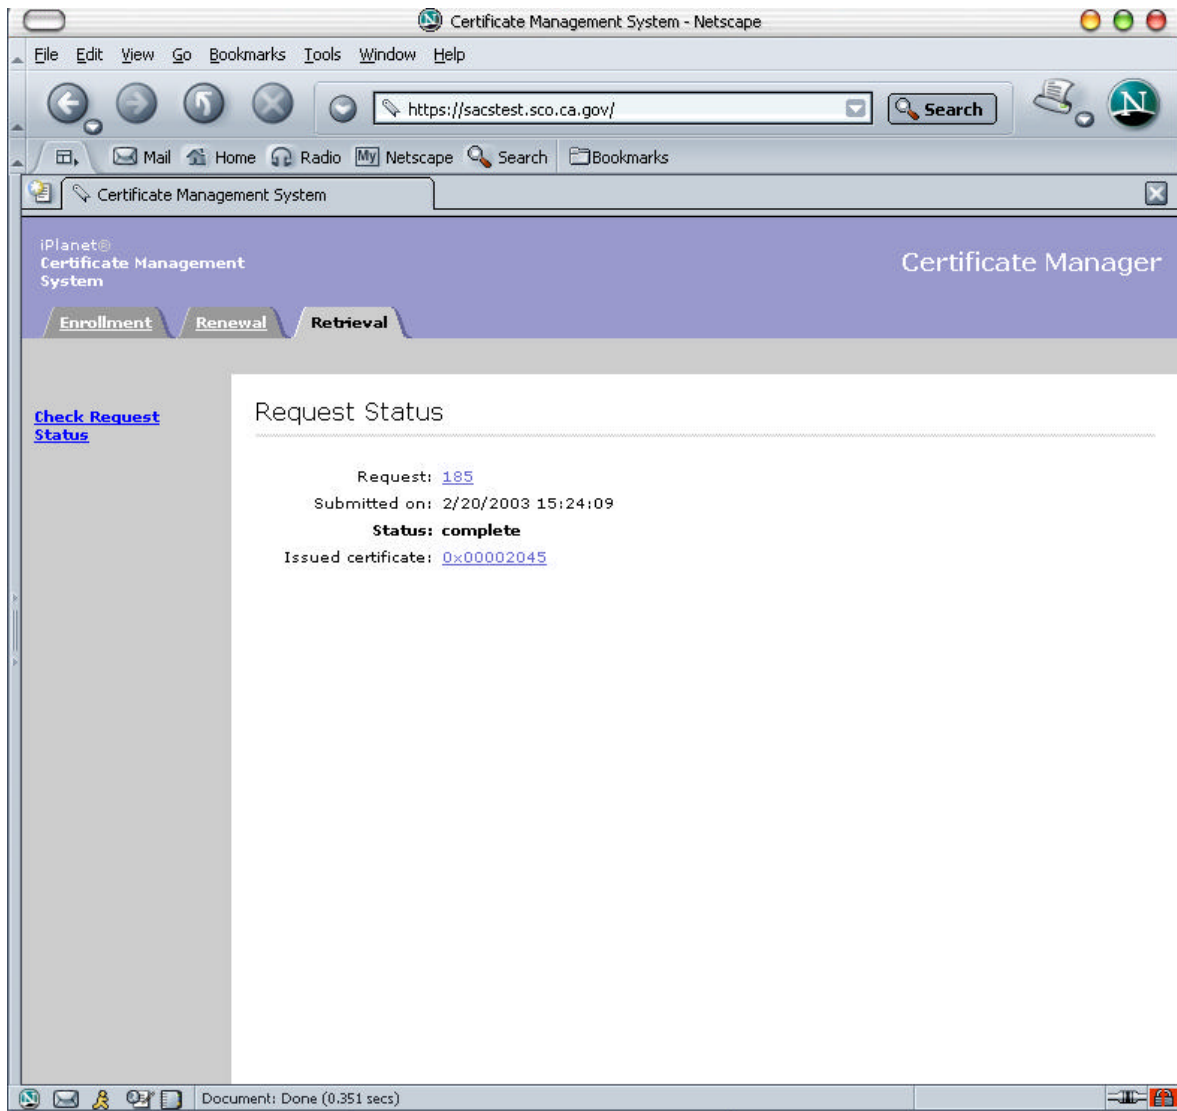 Certificate Management System - Netscape
File Edit View Go Bookmarks Tools Window Help
https://sacstest.sco.ca.gov/
Search
N
Mail Home Radio My Netscape Search Bookmarks
Certificate Management System
iPlanet®
Certificate Management
System
Certificate Manager
Enrollment Renewal Retrieval
Check Request
Status
Request Status
Request: 185
Submitted on: 2/20/2003 15:24:09
Status: complete
Issued certificate: 0x00002045
Document: Done (0.351 secs)